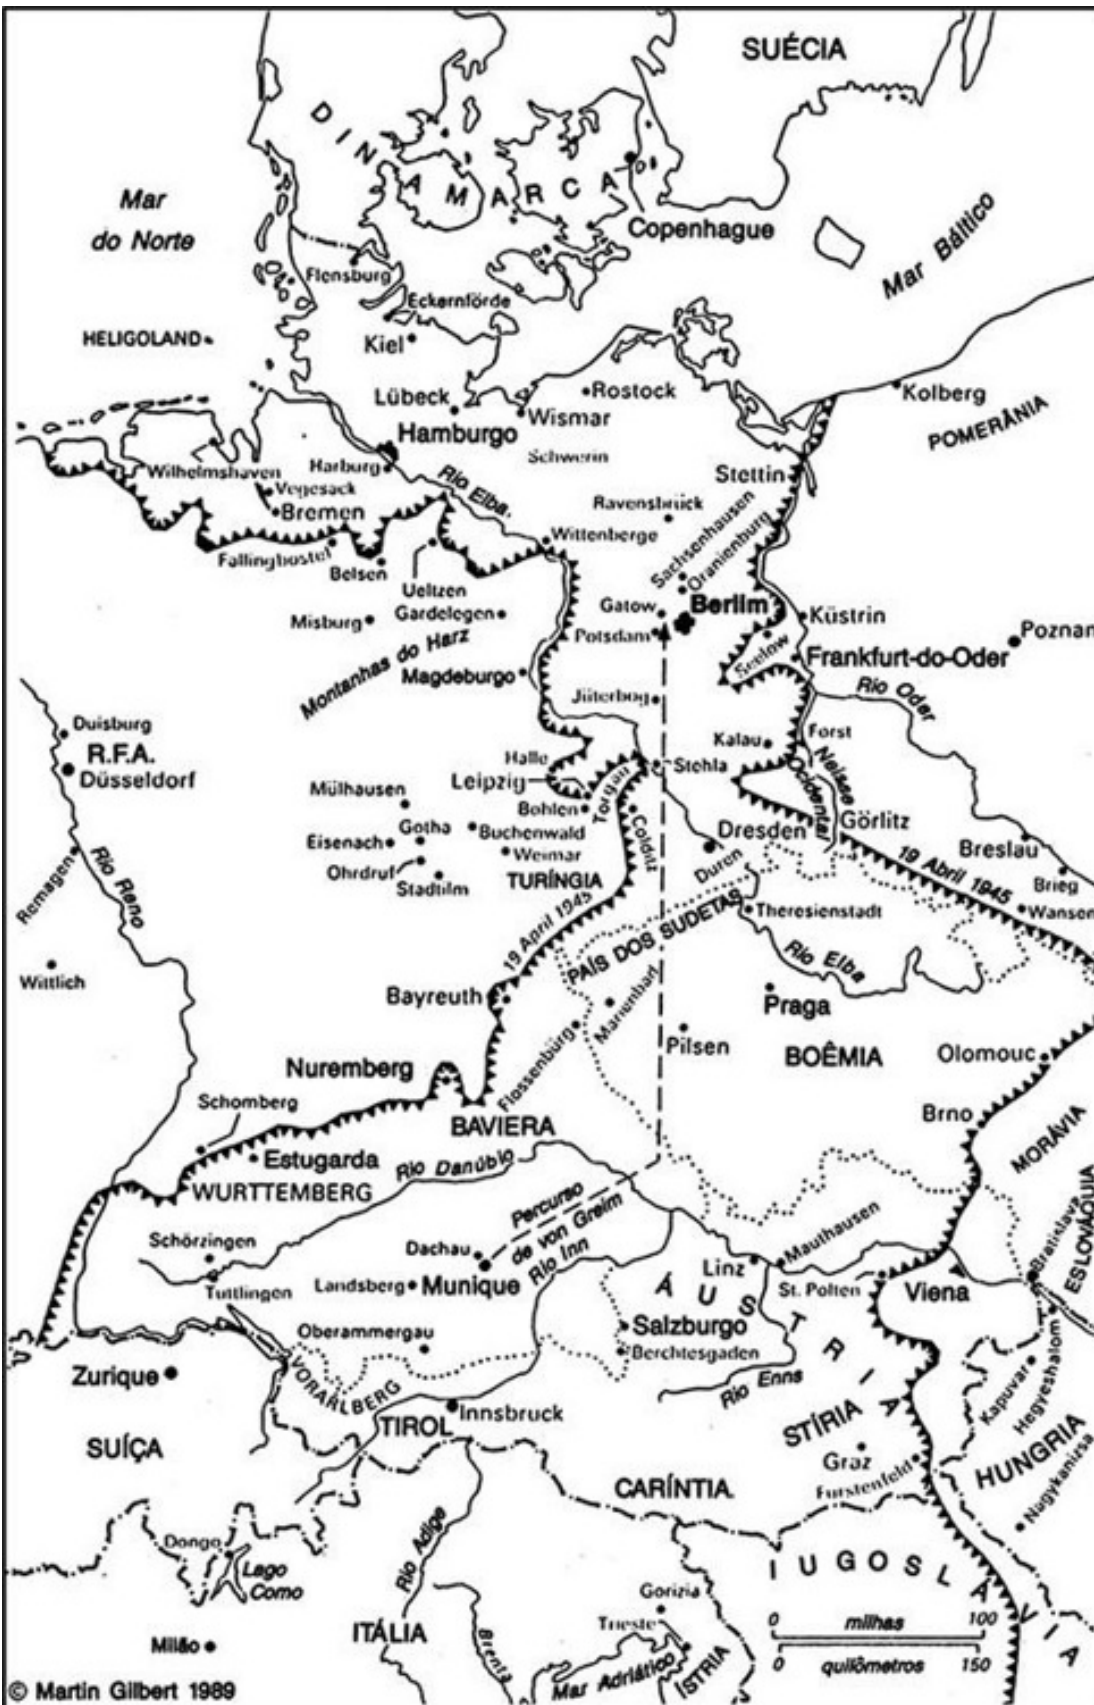 SUÉCIA
DINAMARCA
Mar
do Norte
Copenhague
Mar Báltico
Flensburg
Eckernförde
HELIGOLAND
Kiel
Rostock
Kolberg
Lübeck
Wismar
POMERÂNIA
Hamburgo
Schwerin
Wilhelmshaven
Harburg
Stettin
Vegesack
Rio Elba.
Ravensbrück
Bremen
Sachsenhausen
Oranienburg
Wittenberge
Fallingbostel
Belsen
Ueltzen
Gatow
Berlim
Misburg
Gardelegen
Küstrin
Potsdam
Poznan
Seelow
Montanhas do Harz
Frankfurt-do-Oder
Magdeburgo
Rio Oder
Jüterbog
Duisburg
R.F.A.
Düsseldorf
Halle
Kalau
Forst
Leipzig
Stehla
Neisse
Ocidental
Mülhausen
Bohlen
Torgau
Gotha
Buchenwald
Colditz
Dresden
Görlitz
Eisenach
Weimar
Breslau
Remagen
Rio Reno
Ohrdruf
Stadtilm
TURÍNGIA
Duren
19 Abril 1945
Brieg
19 April 1945
Theresienstadt
Wansen
PAÍS DOS SUDETAS
Rio Elba
Wittlich
Bayreuth
Marienbad
Praga
Flossenbürg
Pilsen
BOÊMIA
Olomouc
Nuremberg
Schomberg
BAVIERA
Brno
MORÁVIA
Estugarda
Rio Danúbio
WURTTEMBERG
Percurso
de von Greim
ESLOVÁQUIA
Bratislava
Schörzingen
Dachau
Rio Inn
Linz
Mauthausen
Tuttlingen
Landsberg
Munique
St. Polten
Viena
ÁUSTRIA
Oberammergau
Salzburgo
Berchtesgaden
Zurique
VORARLBERG
Rio Enns
Kapuvar
Hegyeshalom
Innsbruck
TIROL
STÍRIA
SUÍÇA
Graz
HUNGRIA
Furstenfeld
Nagykanizsa
CARÍNTIA.
Dongo
Lago
Como
Rio Adige
IUGOSLÁVIA
Gorizia
Trieste
0 milhas 100
Milão
ITÁLIA
Brenta
Mar Adriático
ÍSTRIA
0 quilômetros 150
© Martin Gilbert 1989